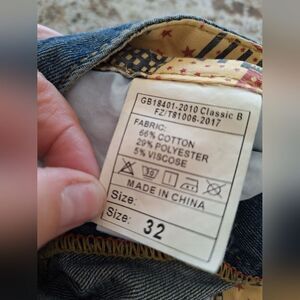 GB18401-2010 Classic B
FZ/T81006-2017
FABRIC:
66% COTTON
29% POLYESTER
5% VISCOSE
MADE IN CHINA
Size:
Size: 32